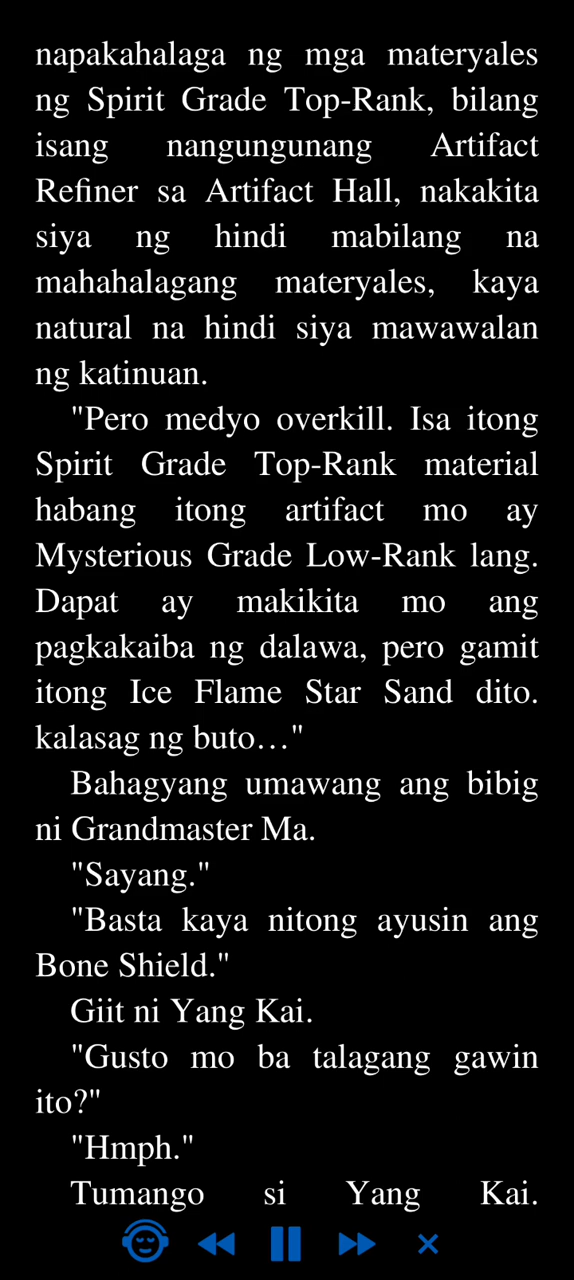 napakahalaga ng mga materyales
ng Spirit Grade Top-Rank, bilang
isang nangungunang Artifact
Refiner sa Artifact Hall, nakakita
siya ng hindi mabilang na
mahahalagang materyales, kaya
natural na hindi siya mawawalan
ng katinuan.
"Pero medyo overkill. Isa itong
Spirit Grade Top-Rank material
habang itong artifact mo ay
Mysterious Grade Low-Rank lang.
Dapat ay makikita mo ang
pagkakaiba ng dalawa, pero gamit
itong Ice Flame Star Sand dito.
kalasag ng buto…"
Bahagyang umawang ang bibig
ni Grandmaster Ma.
"Sayang."
"Basta kaya nitong ayusin ang
Bone Shield."
Giit ni Yang Kai.
"Gusto mo ba talagang gawin
ito?"
"Hmph."
Tumango si Yang Kai.